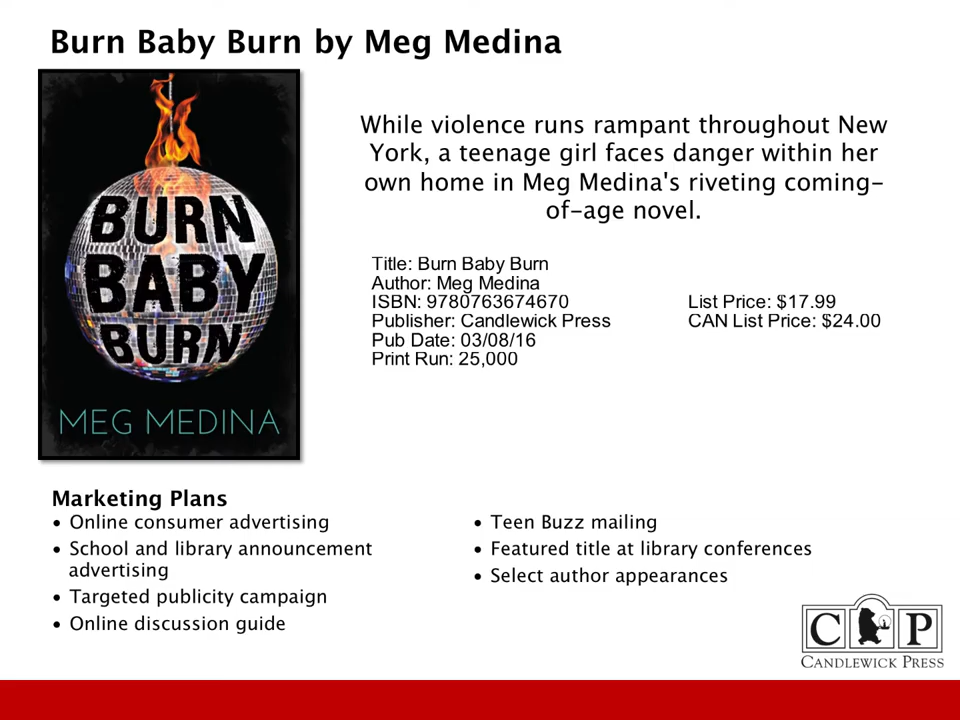 Burn Baby Burn by Meg Medina
BURN
BABY
BURN
MEG MEDINA
While violence runs rampant throughout New
York, a teenage girl faces danger within her
own home in Meg Medina's riveting coming-
of-age novel.
Title: Burn Baby Burn
Author: Meg Medina
ISBN: 9780763674670
Publisher: Candlewick Press
Pub Date: 03/08/16
Print Run: 25,000
List Price: $17.99
CAN List Price: $24.00
Marketing Plans
• Online consumer advertising
• School and library announcement
advertising
• Targeted publicity campaign
• Online discussion guide
• Teen Buzz mailing
• Featured title at library conferences
• Select author appearances
C P
CANDLEWICK PRESS